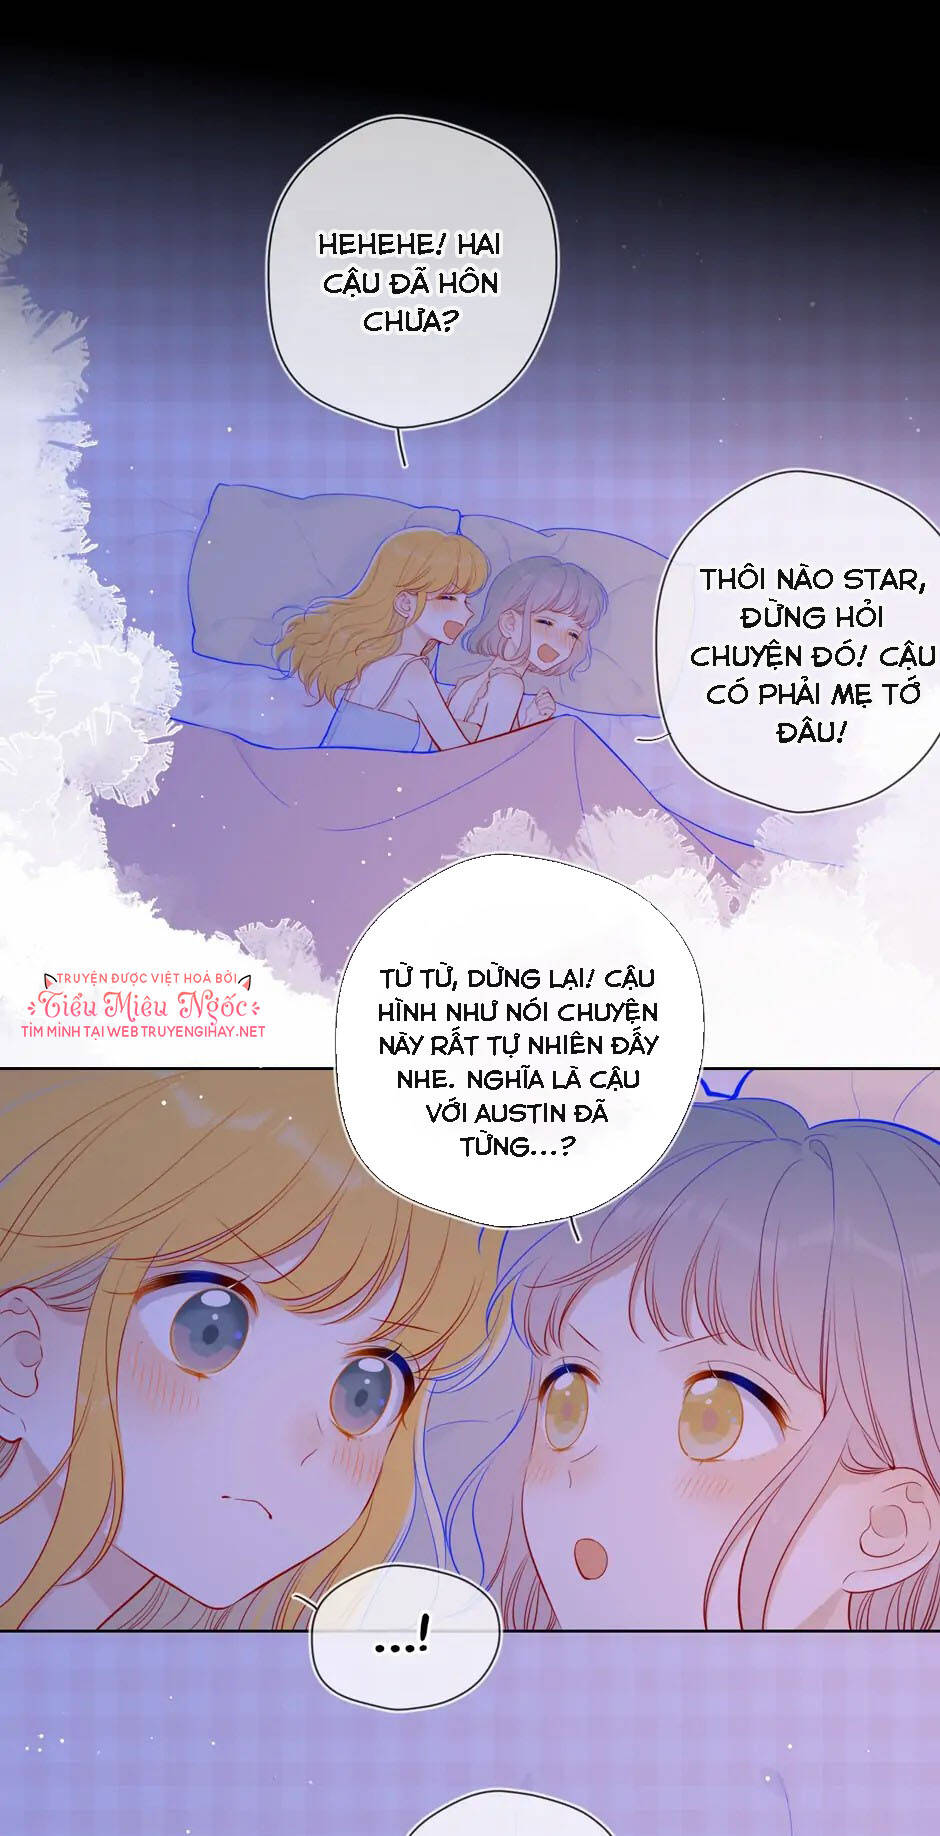 HEHEHE! HAI
CẬU ĐÃ HÔN
CHƯA?
THÔI NÀO STAR,
ĐỪNG HỎI
CHUYỆN ĐÓ! CẬU
CÓ PHẢI MẸ TỚ
ĐÂU!
TỪ TỪ, DỪNG LẠI! CẬU
HÌNH NHƯ NÓI CHUYỆN
NÀY RẤT TỰ NHIÊN ĐẤY
NHE. NGHĨA LÀ CẬU
VỚI AUSTIN ĐÃ
TỪNG...?
TRUYỆN ĐƯỢC VIỆT HOÁ BỞI
TIỂU MIÊU NGỐC
TÌM MÌNH TẠI WEB TRUYENGIHAY.NET
...!